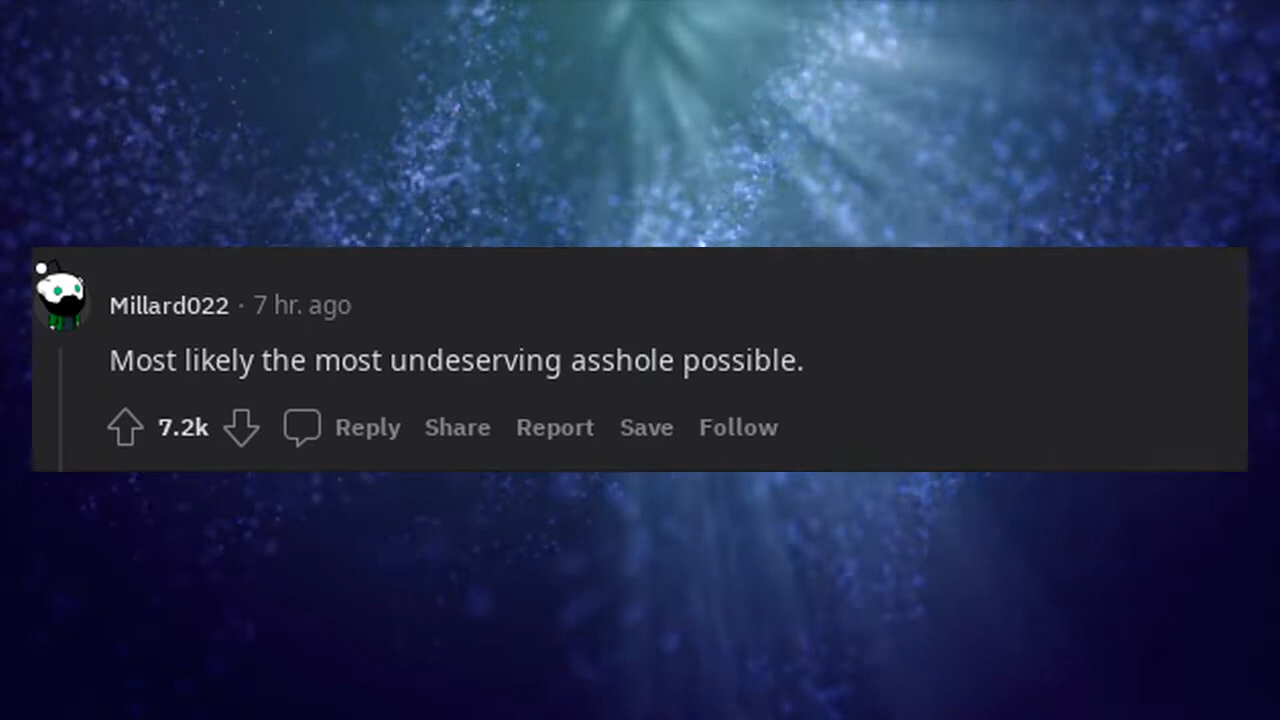 Millard022 · 7 hr. ago
Most likely the most undeserving asshole possible.
7.2k Reply Share Report Save Follow